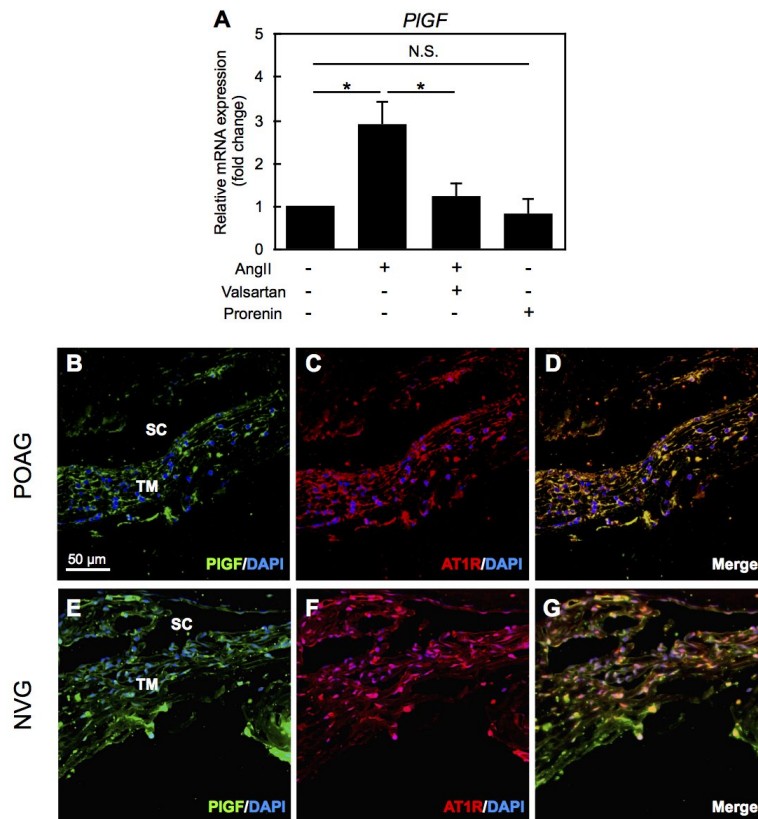 A
PlGF
Relative mRNA expression
(fold change)
5
4
3
2
1
0
N.S.
* *
AngII - + + -
Valsartan - - + -
Prorenin - - - +
POAG
B
SC
TM
50 µm
PlGF/DAPI
C
AT1R/DAPI
D
Merge
NVG
E
SC
TM
PlGF/DAPI
F
AT1R/DAPI
G
Merge